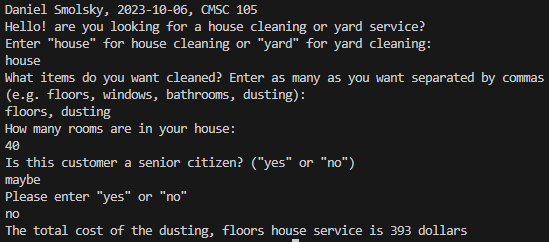 Daniel Smolsky, 2023-10-06, CMSC 105
Hello! are you looking for a house cleaning or yard service?
Enter "house" for house cleaning or "yard" for yard cleaning:
house
What items do you want cleaned? Enter as many as you want separated by commas
(e.g. floors, windows, bathrooms, dusting):
floors, dusting
How many rooms are in your house:
40
Is this customer a senior citizen? ("yes" or "no")
maybe
Please enter "yes" or "no"
no
The total cost of the dusting, floors house service is 393 dollars